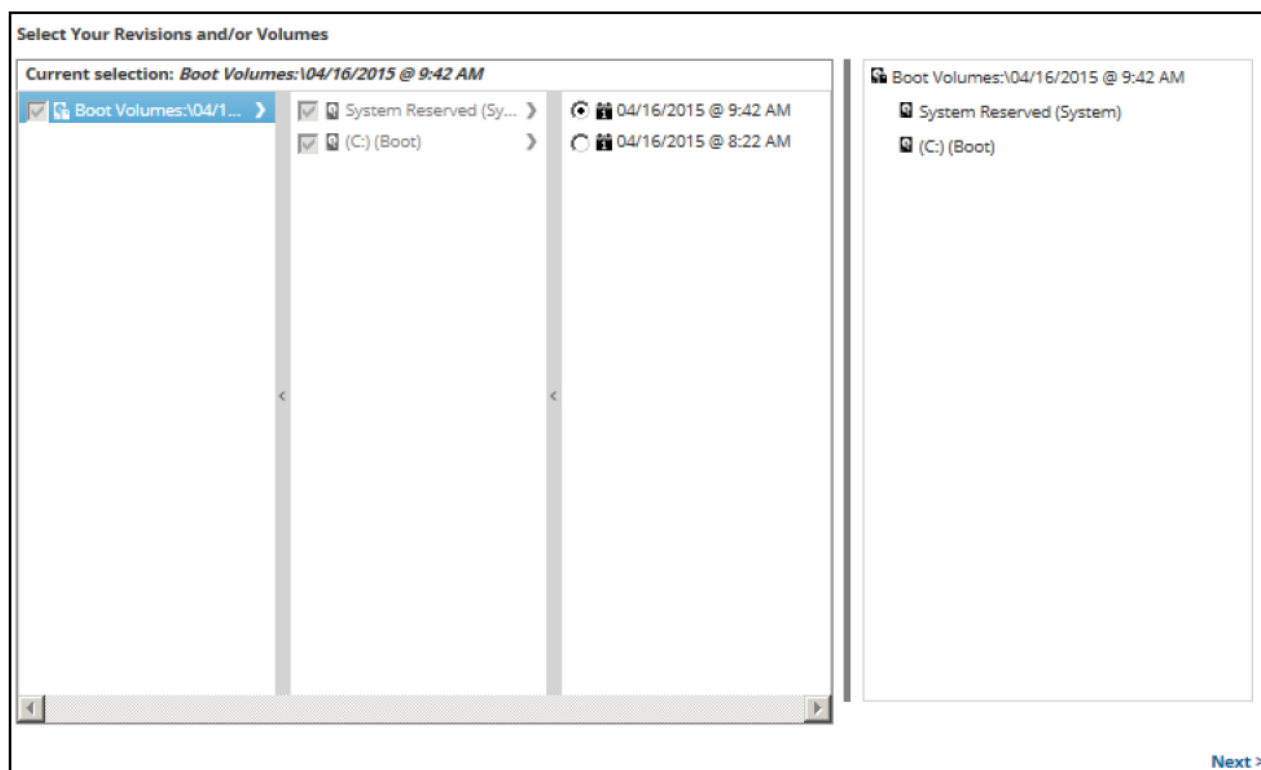 Select Your Revisions and/or Volumes
Current selection: Boot Volumes:\04/16/2015 @ 9:42 AM
Boot Volumes:\04/1...
System Reserved (Sy...
(C:) (Boot)
04/16/2015 @ 9:42 AM
04/16/2015 @ 8:22 AM
Boot Volumes:\04/16/2015 @ 9:42 AM
System Reserved (System)
(C:) (Boot)
Next >